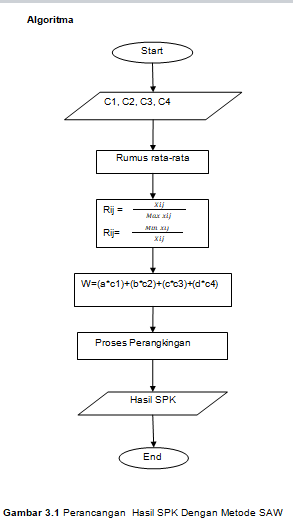 Algoritma
Start
C1, C2, C3, C4
Rumus rata-rata
Rij = Xij / Max xij
Rij= Min xij / Xij
W=(a*c1)+(b*c2)+(c*c3)+(d*c4)
Proses Perangkingan
Hasil SPK
End
Gambar 3.1 Perancangan Hasil SPK Dengan Metode SAW